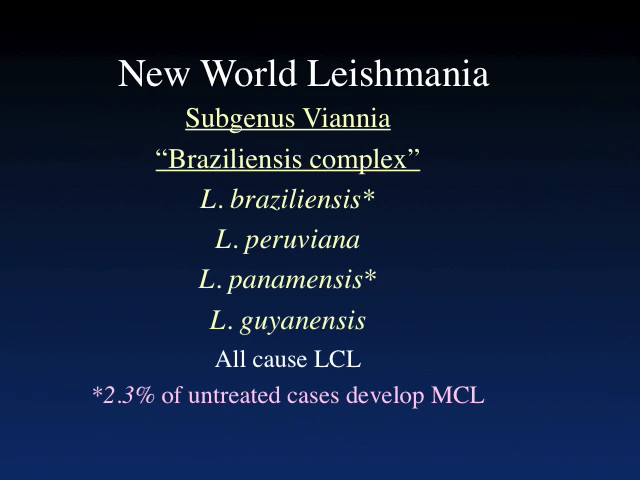 New World Leishmania
Subgenus Viannia
“Braziliensis complex”
L. braziliensis*
L. peruviana
L. panamensis*
L. guyanensis
All cause LCL
*2.3% of untreated cases develop MCL